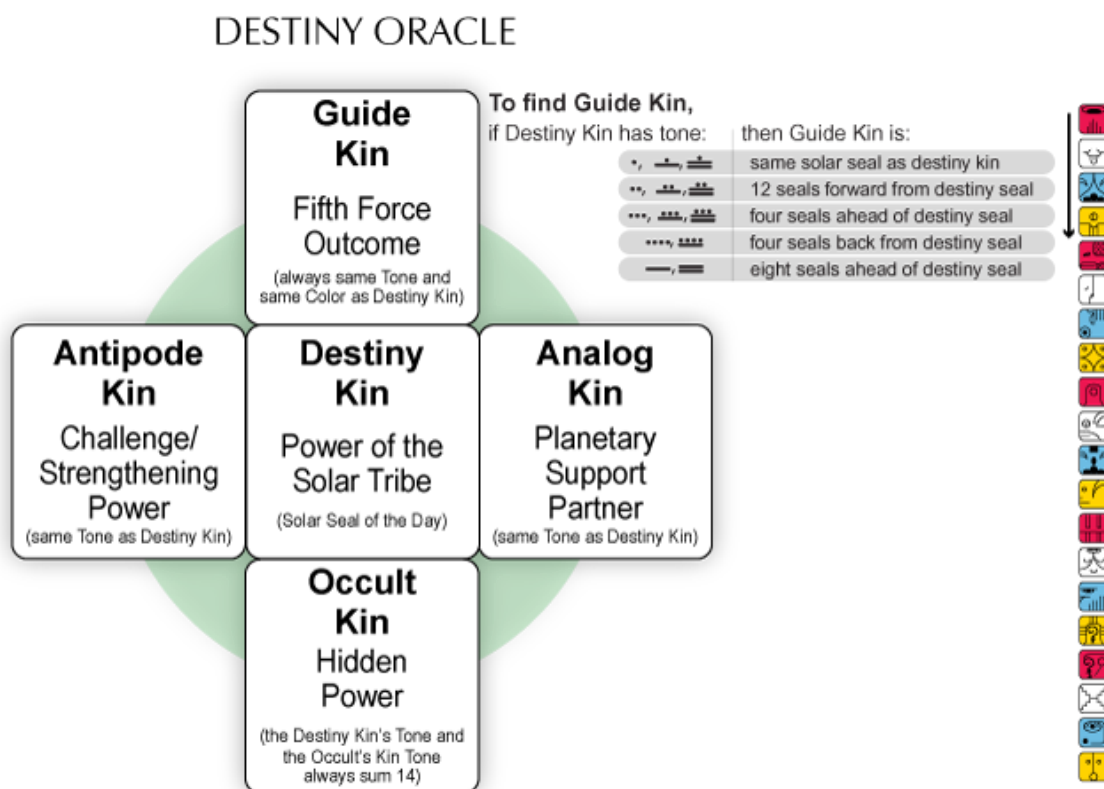 DESTINY ORACLE
Guide
Kin
Fifth Force
Outcome
(always same Tone and
same Color as Destiny Kin)
To find Guide Kin,
if Destiny Kin has tone: then Guide Kin is:
same solar seal as destiny kin
12 seals forward from destiny seal
four seals ahead of destiny seal
four seals back from destiny seal
eight seals ahead of destiny seal
Antipode
Kin
Challenge/
Strengthening
Power
(same Tone as Destiny Kin)
Destiny
Kin
Power of the
Solar Tribe
(Solar Seal of the Day)
Analog
Kin
Planetary
Support
Partner
(same Tone as Destiny Kin)
Occult
Kin
Hidden
Power
(the Destiny Kin's Tone and
the Occult's Kin Tone
always sum 14)